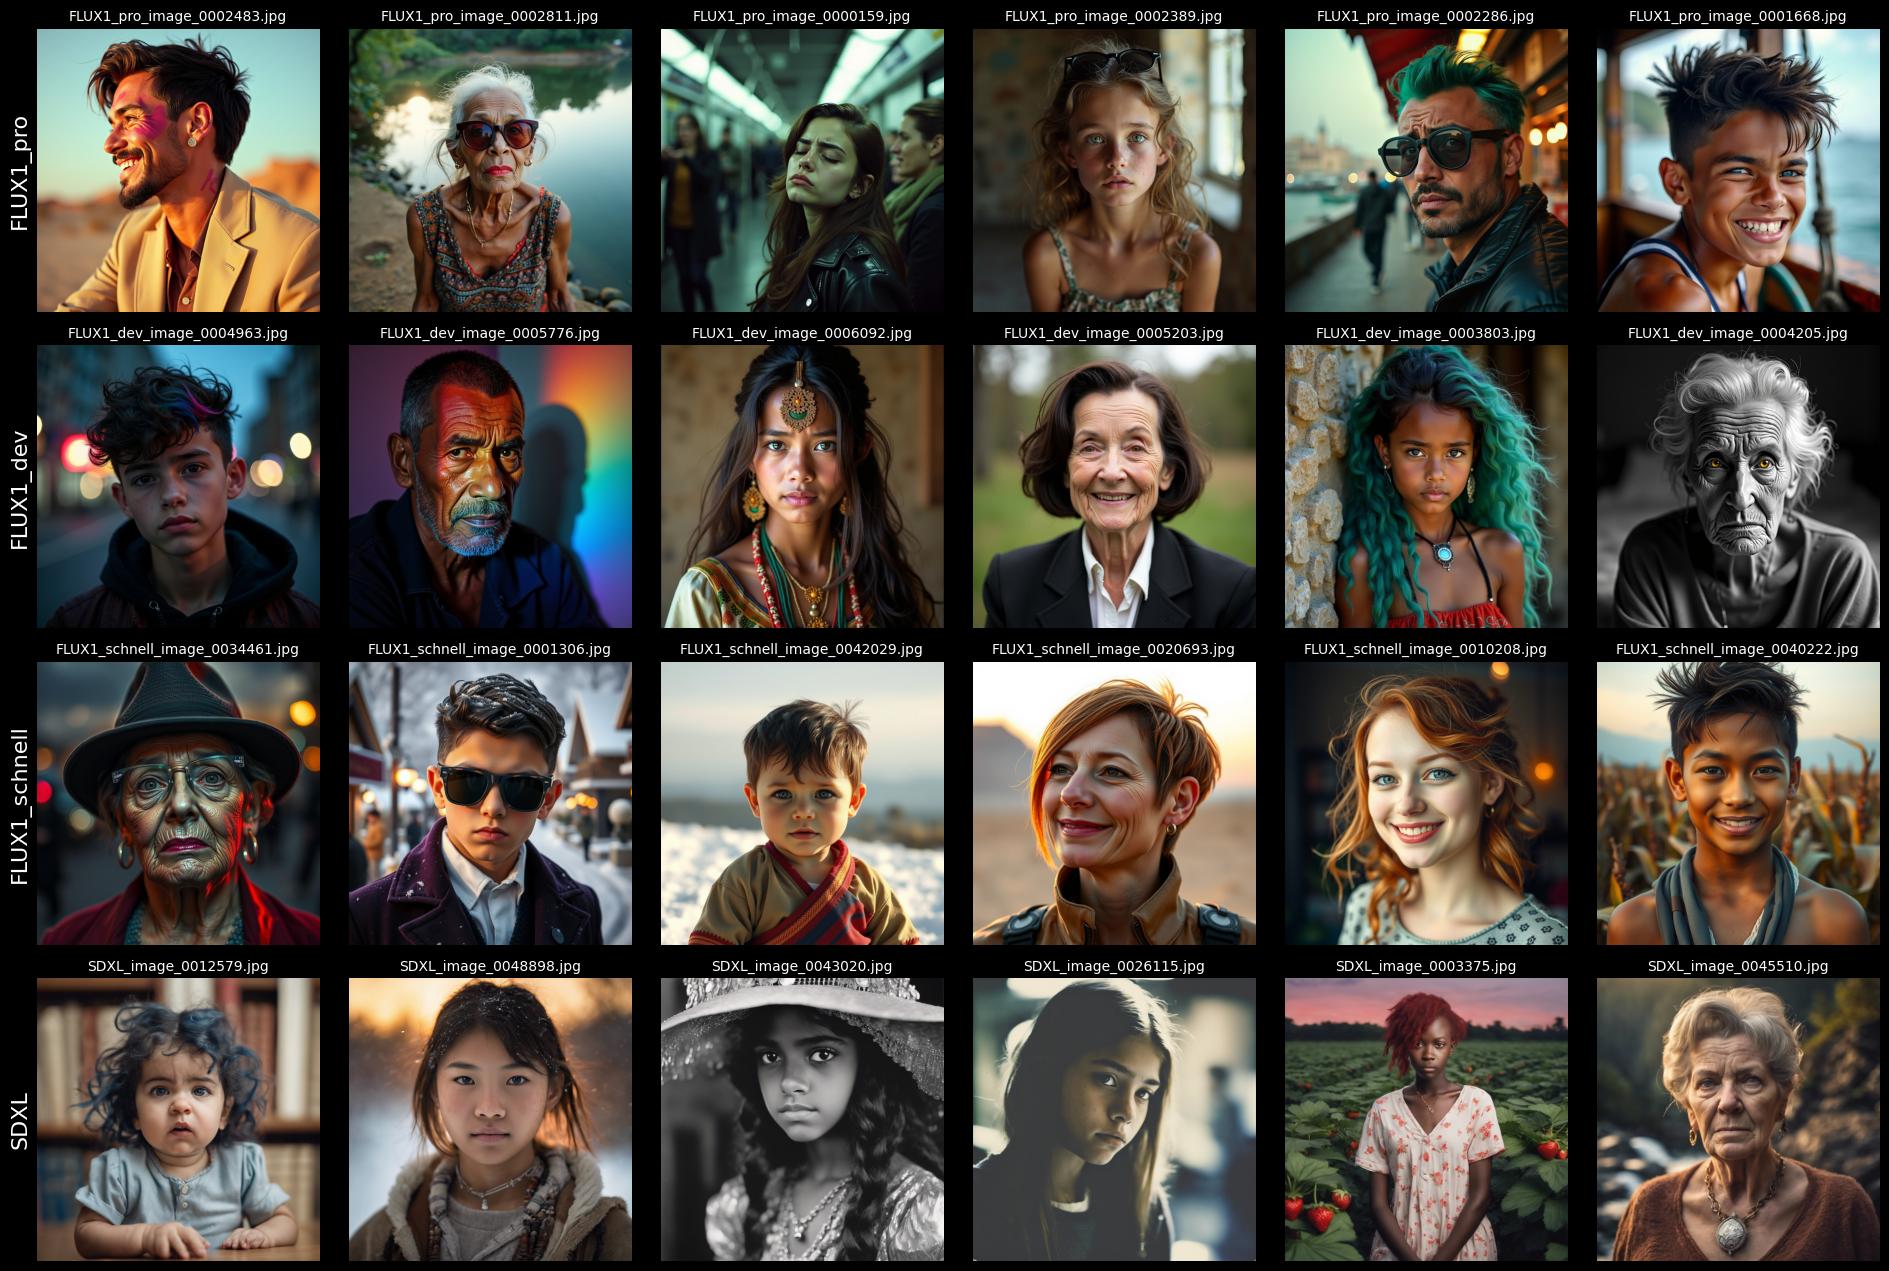 FLUX1_pro_image_0002483.jpg
FLUX1_pro_image_0002811.jpg
FLUX1_pro_image_0000159.jpg
FLUX1_pro_image_0002389.jpg
FLUX1_pro_image_0002286.jpg
FLUX1_pro_image_0001668.jpg
FLUX1_pro
FLUX1_dev_image_0004963.jpg
FLUX1_dev_image_0005776.jpg
FLUX1_dev_image_0006092.jpg
FLUX1_dev_image_0005203.jpg
FLUX1_dev_image_0003803.jpg
FLUX1_dev_image_0004205.jpg
FLUX1_dev
FLUX1_schnell_image_0034461.jpg
FLUX1_schnell_image_0001306.jpg
FLUX1_schnell_image_0042029.jpg
FLUX1_schnell_image_0020693.jpg
FLUX1_schnell_image_0010208.jpg
FLUX1_schnell_image_0040222.jpg
FLUX1_schnell
SDXL_image_0012579.jpg
SDXL_image_0048898.jpg
SDXL_image_0043020.jpg
SDXL_image_0026115.jpg
SDXL_image_0003375.jpg
SDXL_image_0045510.jpg
SDXL